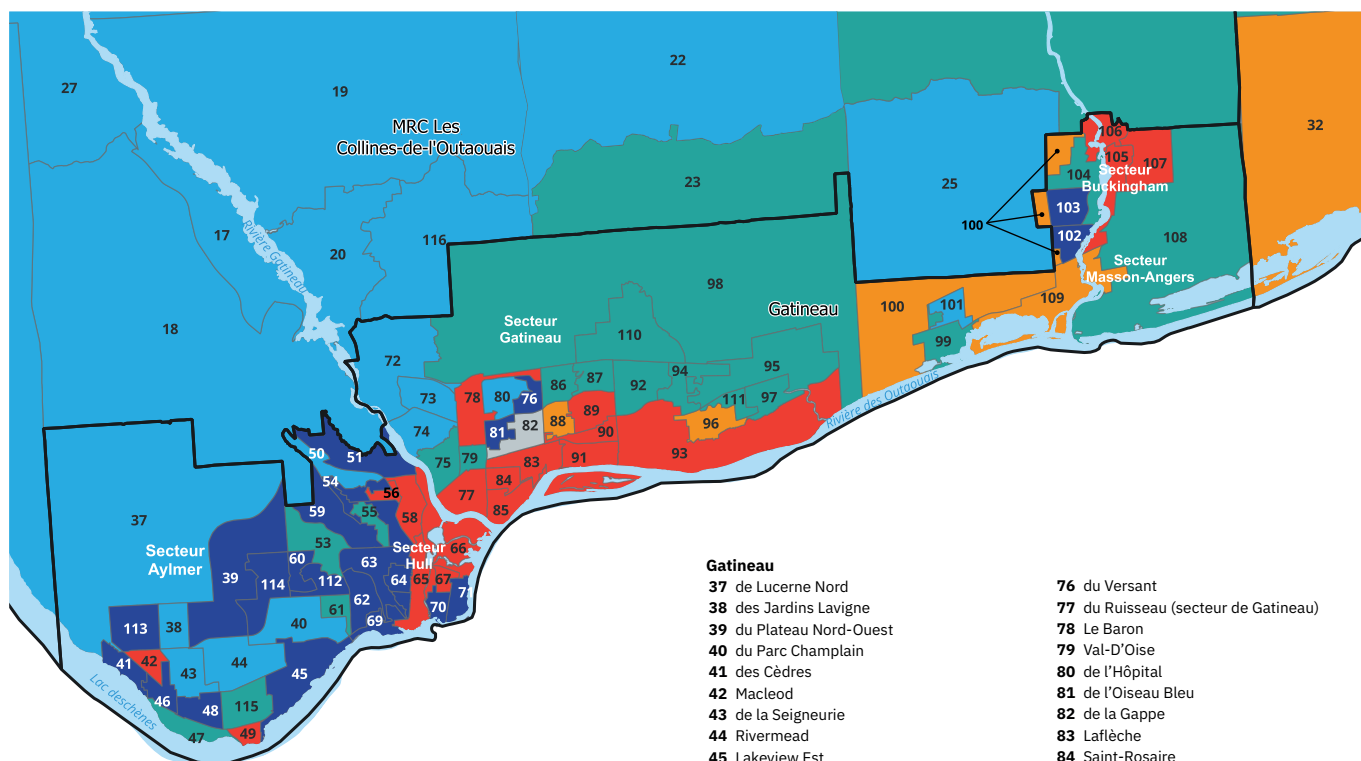 22
27
19
MRC Les
Collines-de-l'Outaouais
32
106
105
107
104
Secteur
Buckingham
23
25
103
100
102
17
Rivière Gatineau
116
20
108
Secteur
Masson-Angers
98
109
100
101
Gatineau
18
Secteur
Gatineau
110
99
72
94
95
86
87
92
111
97
73
78
80
76
89
88
96
Rivière des Outaouais
82
81
74
90
50
51
75
79
83
91
93
54
84
56
77
59
55
58
85
37
53
Secteur
Hull
66
Secteur
Aylmer
60
63
39
114
112
64
65
67
62
70
61
69
40
113
38
41
42
43
44
45
46
48
115
47
49
Lac deschênes
Gatineau
37 de Lucerne Nord
38 des Jardins Lavigne
39 du Plateau Nord-Ouest
40 du Parc Champlain
41 des Cèdres
42 Macleod
43 de la Seigneurie
44 Rivermead
45 Lakeview Est
76 du Versant
77 du Ruisseau (secteur de Gatineau)
78 Le Baron
79 Val-D'Oise
80 de l'Hôpital
81 de l'Oiseau Bleu
82 de la Gappe
83 Laflèche
84 Saint-Rosaire